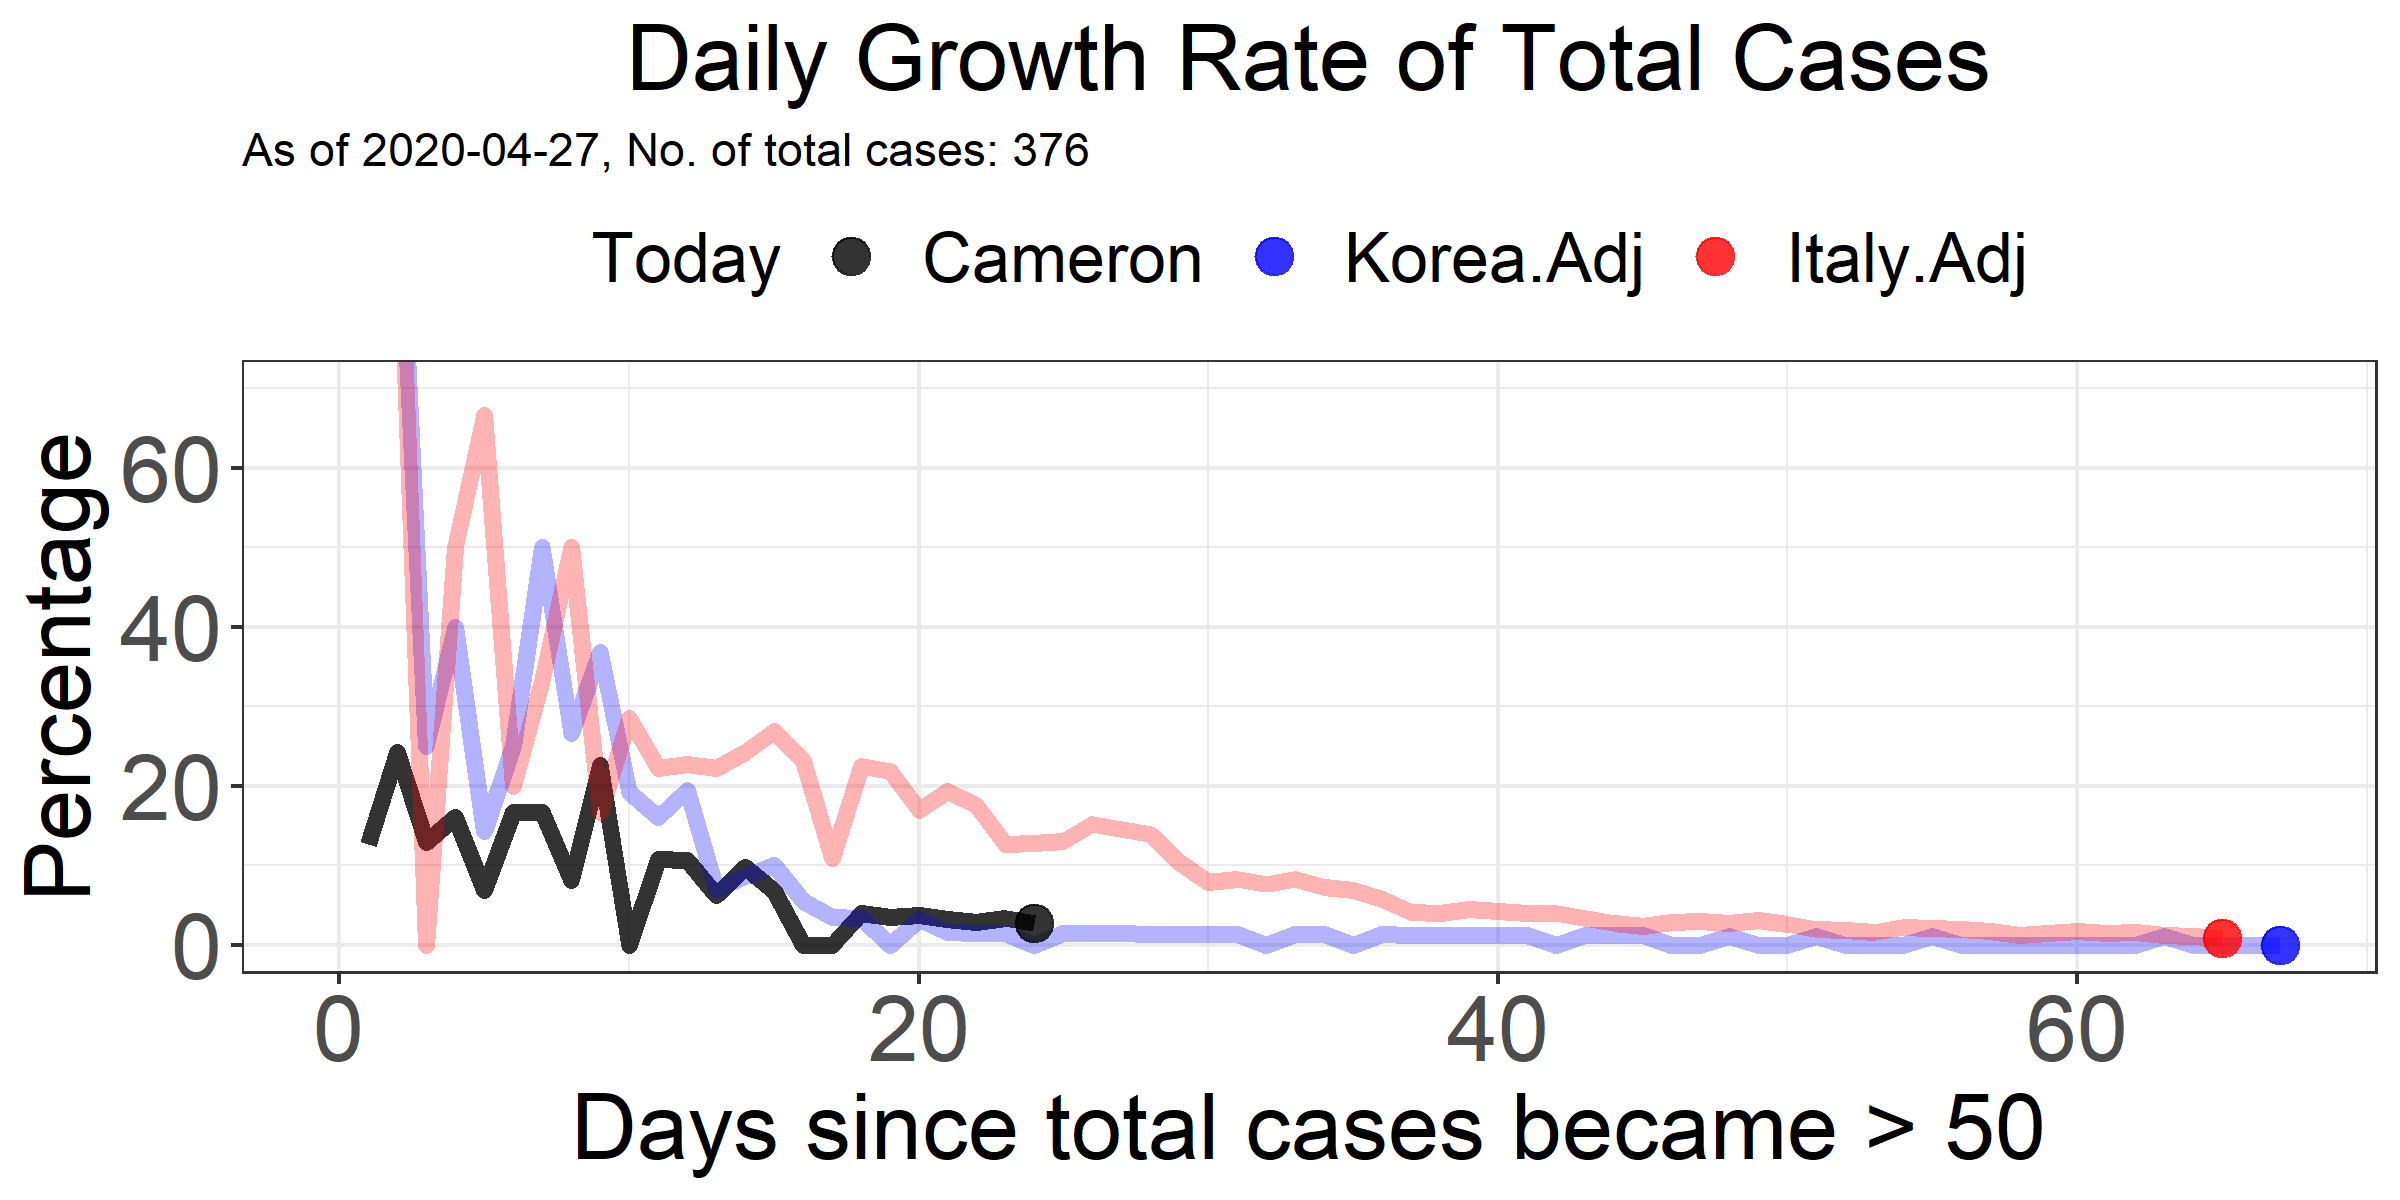 Daily Growth Rate of Total Cases
As of 2020-04-27, No. of total cases: 376
Today Cameron Korea.Adj Italy.Adj
Percentage
60
40
20
0
0 20 40 60
Days since total cases became > 50